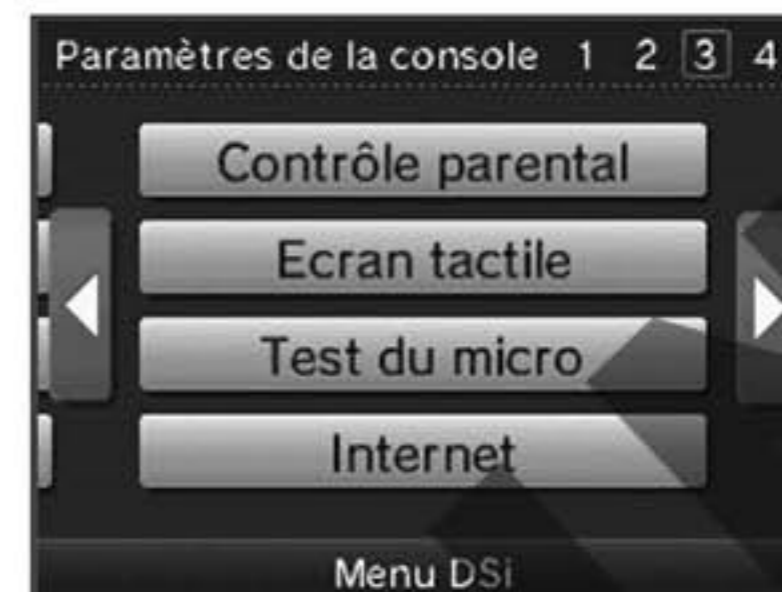 Paramètres de la console 1 2 3 4
Contrôle parental
Ecran tactile
Test du micro
Internet
Menu DSi